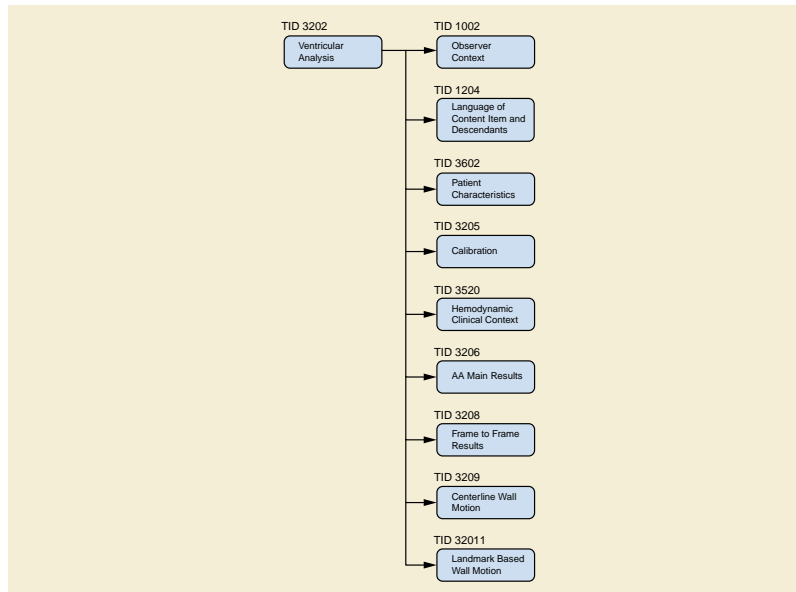 TID 3202
Ventricular
Analysis
TID 1002
Observer
Context
TID 1204
Language of
Content Item and
Descendants
TID 3602
Patient
Characteristics
TID 3205
Calibration
TID 3520
Hemodynamic
Clinical Context
TID 3206
AA Main Results
TID 3208
Frame to Frame
Results
TID 3209
Centerline Wall
Motion
TID 32011
Landmark Based
Wall Motion